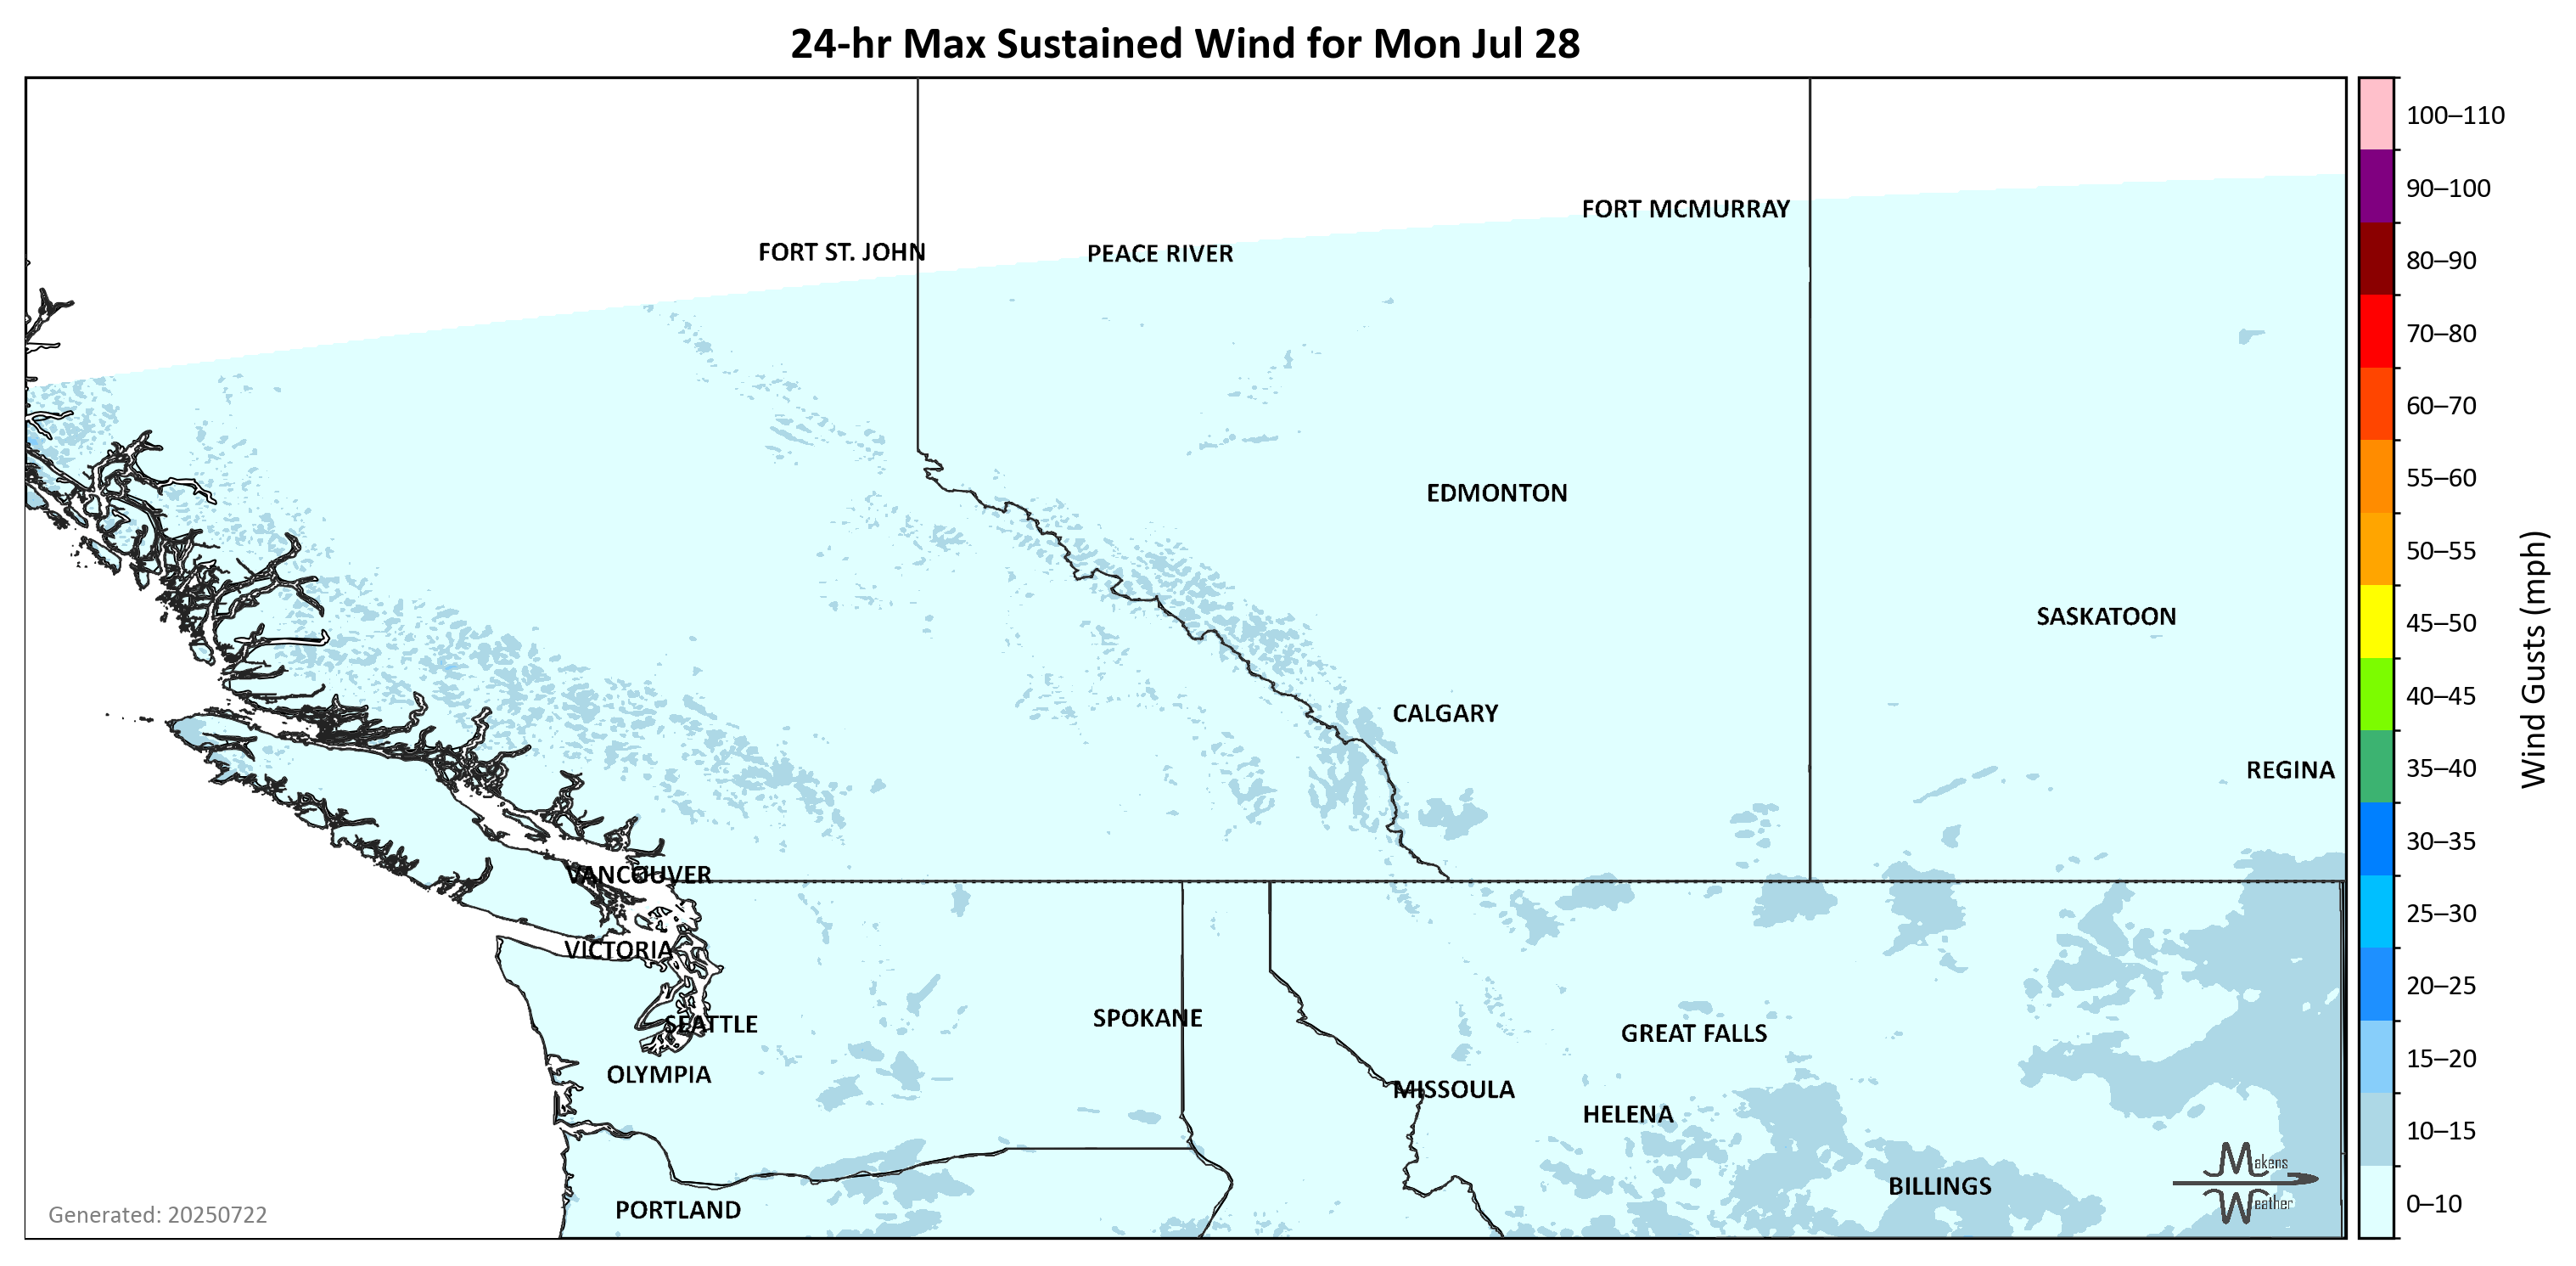 24-hr Max Sustained Wind for Mon Jul 28
100–110
90–100
80–90
70–80
60–70
55–60
50–55
45–50
40–45
35–40
30–35
25–30
20–25
15–20
10–15
0–10
Wind Gusts (mph)
FORT MCMURRAY
FORT ST. JOHN
PEACE RIVER
EDMONTON
SASKATOON
CALGARY
REGINA
VANCOUVER
VICTORIA
SEATTLE
SPOKANE
GREAT FALLS
OLYMPIA
MISSOULA
HELENA
BILLINGS
PORTLAND
Makens
Weather
Generated: 20250722